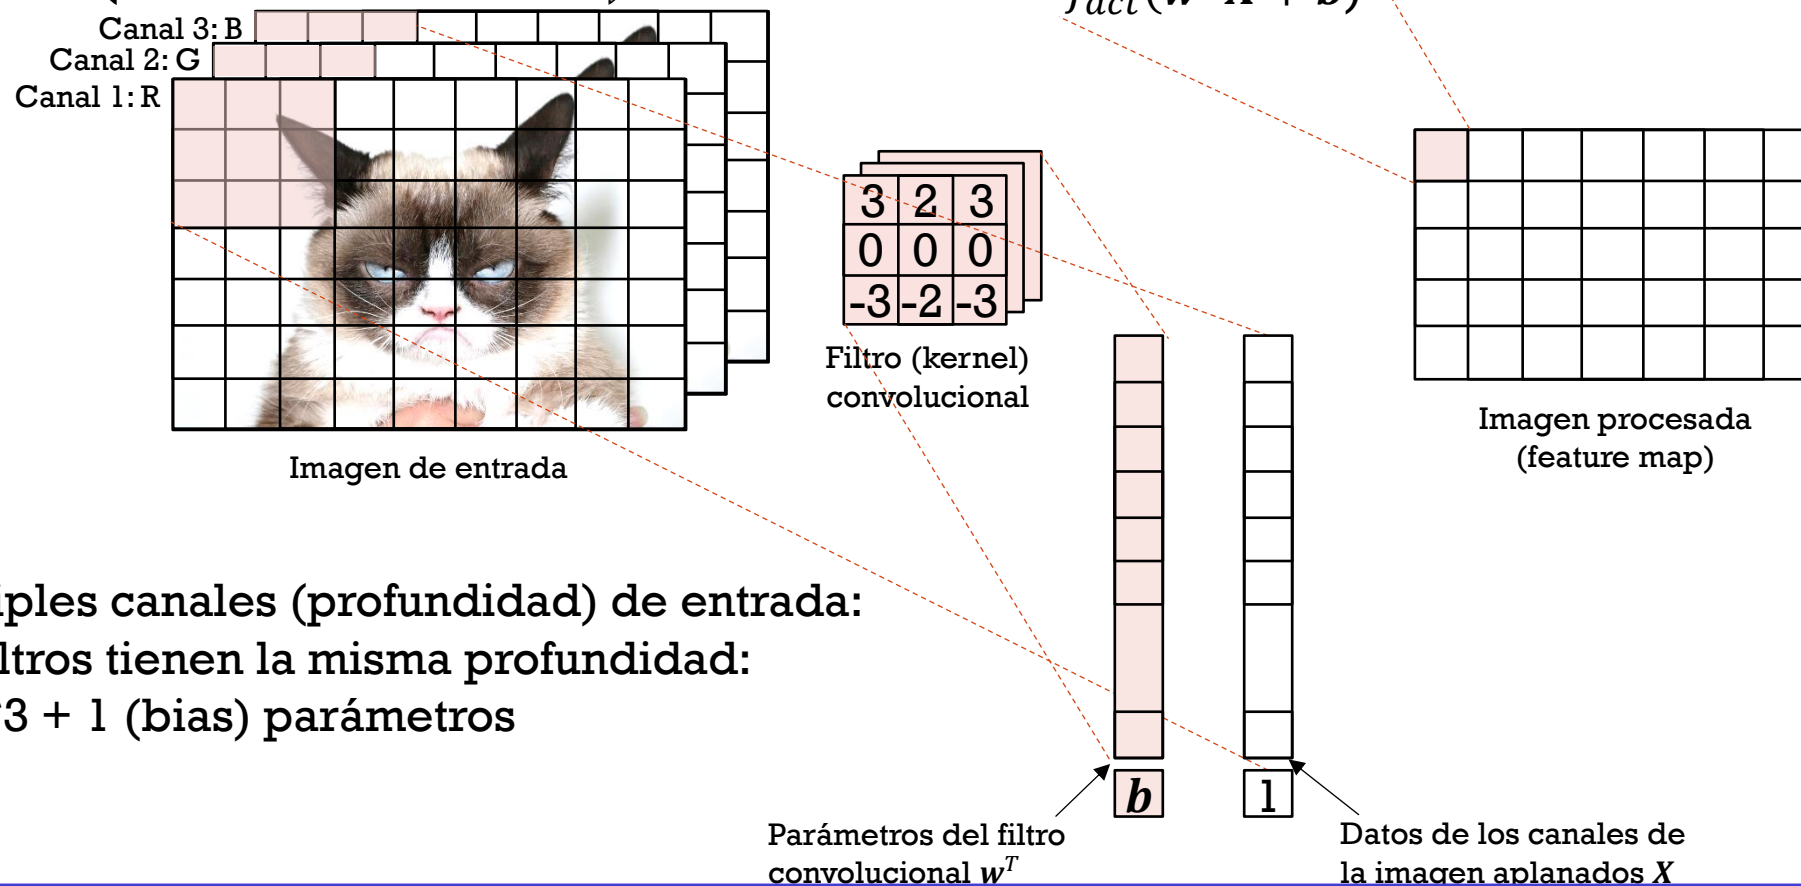 Canal 3: B
Canal 2: G
Canal 1: R
3 2 3
0 0 0
-3 -2 -3
Filtro (kernel)
convolucional
Imagen procesada
(feature map)
Imagen de entrada
iples canales (profundidad) de entrada:
ltros tienen la misma profundidad:
3 + 1 (bias) parámetros
b
1
Parámetros del filtro
convolucional w^T
Datos de los canales de
la imagen aplanados X